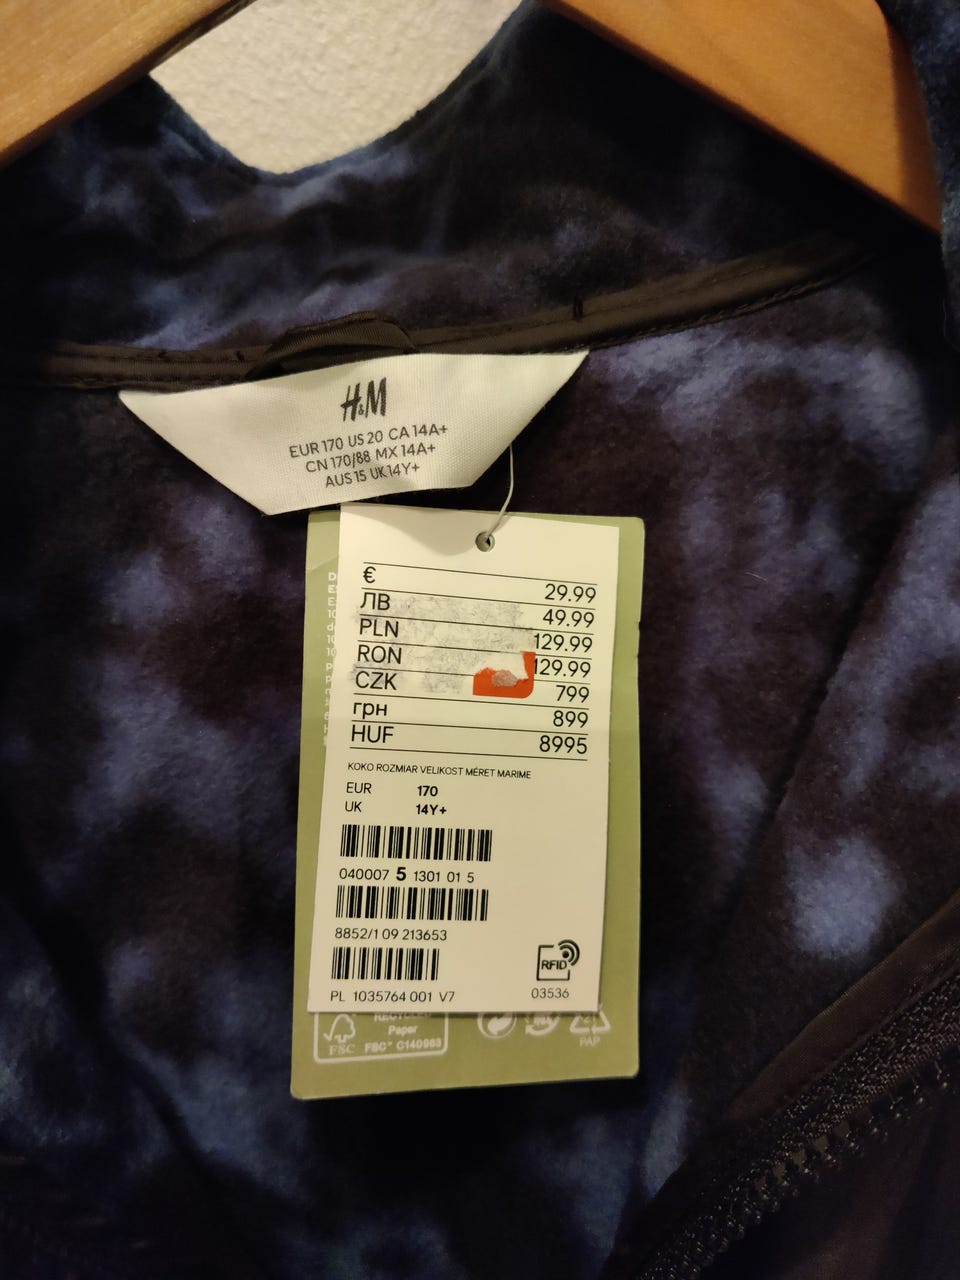 H&M
EUR 170 US 20 CA 14A+
CN 170/88 MX 14A+
AUS 15 UK 14Y+
€ 29.99
ЛВ 49.99
PLN 129.99
RON 129.99
CZK 799
грн 899
HUF 8995
KOKO ROZMIAR VELIKOST MÉRET MARIME
EUR 170
UK 14Y+
040007 5 1301 01 5
8852/1 09 213653
RFID
PL 1035764 001 V7
03536
RECYCLED
Paper
FSC
FSC™ C140963
PAP